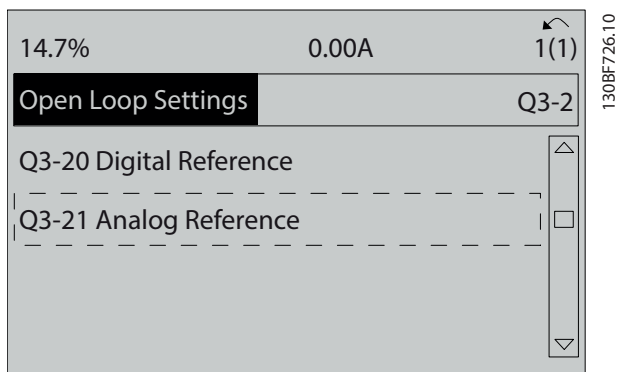 14.7% 0.00A 1(1)
Open Loop Settings Q3-2
Q3-20 Digital Reference
Q3-21 Analog Reference
130BF726.10